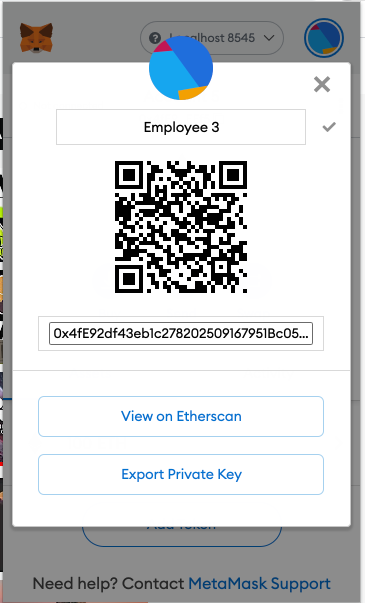 Localhost 8545
Employee 3
0x4fE92df43eb1c278202509167951Bc05...
View on Etherscan
Export Private Key
Add Token
Need help? Contact MetaMask Support